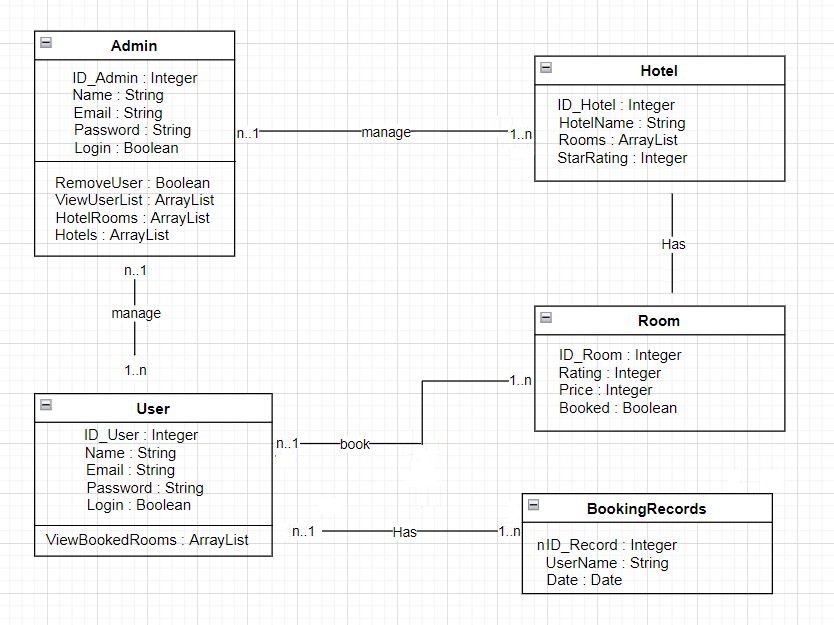 Admin
ID_Admin : Integer
Name : String
Email : String
Password : String
Login : Boolean
RemoveUser : Boolean
ViewUserList : ArrayList
HotelRooms : ArrayList
Hotels : ArrayList
n..1
manage
1..n
Hotel
ID_Hotel : Integer
HotelName : String
Rooms : ArrayList
StarRating : Integer
n..1
manage
1..n
Has
Room
ID_Room : Integer
Rating : Integer
Price : Integer
Booked : Boolean
User
ID_User : Integer
Name : String
Email : String
Password : String
Login : Boolean
ViewBookedRooms : ArrayList
n..1
book
1..n
n..1
Has
1..n
BookingRecords
nID_Record : Integer
UserName : String
Date : Date